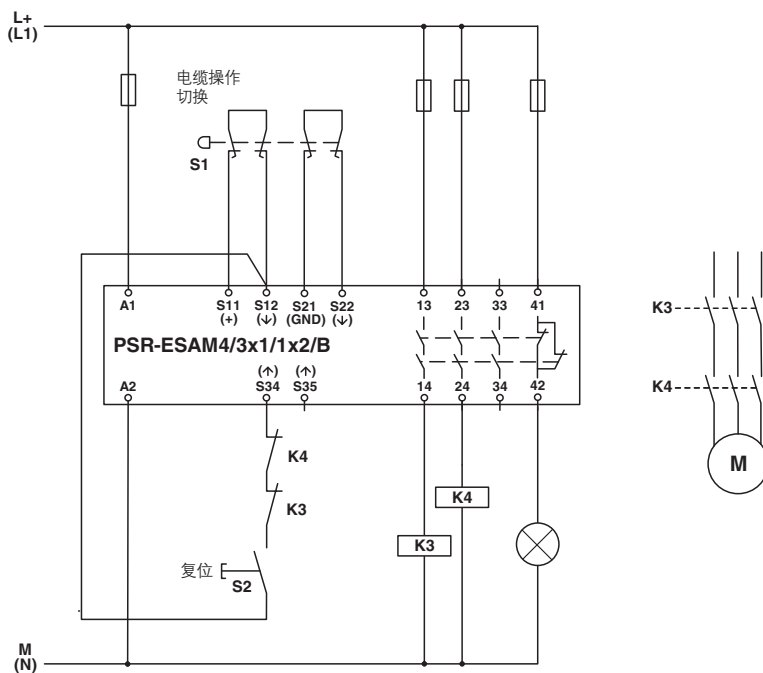 L+
(L1)
电缆操作
切换
S1
A1
S11
(+)
S12
(↓)
S21
(GND)
S22
(↓)
13
23
33
41
PSR-ESAM4/3x1/1x2/B
A2
(↑)
S34
(↑)
S35
14
24
34
42
K3
K4
M
K4
K3
K4
K3
复位
S2
M
(N)